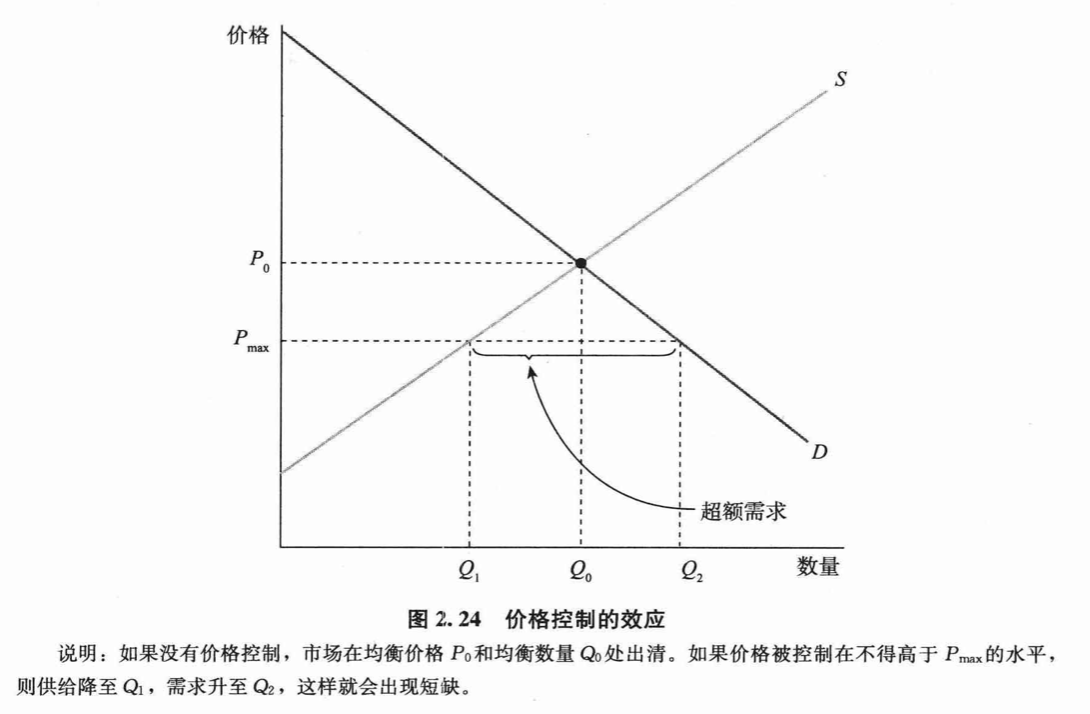 价格
S
P₀
Pmax
D
超额需求
Q₁ Q₀ Q₂ 数量
图 2.24 价格控制的效应
说明：如果没有价格控制，市场在均衡价格 P₀和均衡数量 Q₀处出清。如果价格被控制在不得高于 Pmax的水平，
则供给降至 Q₁，需求升至 Q₂，这样就会出现短缺。